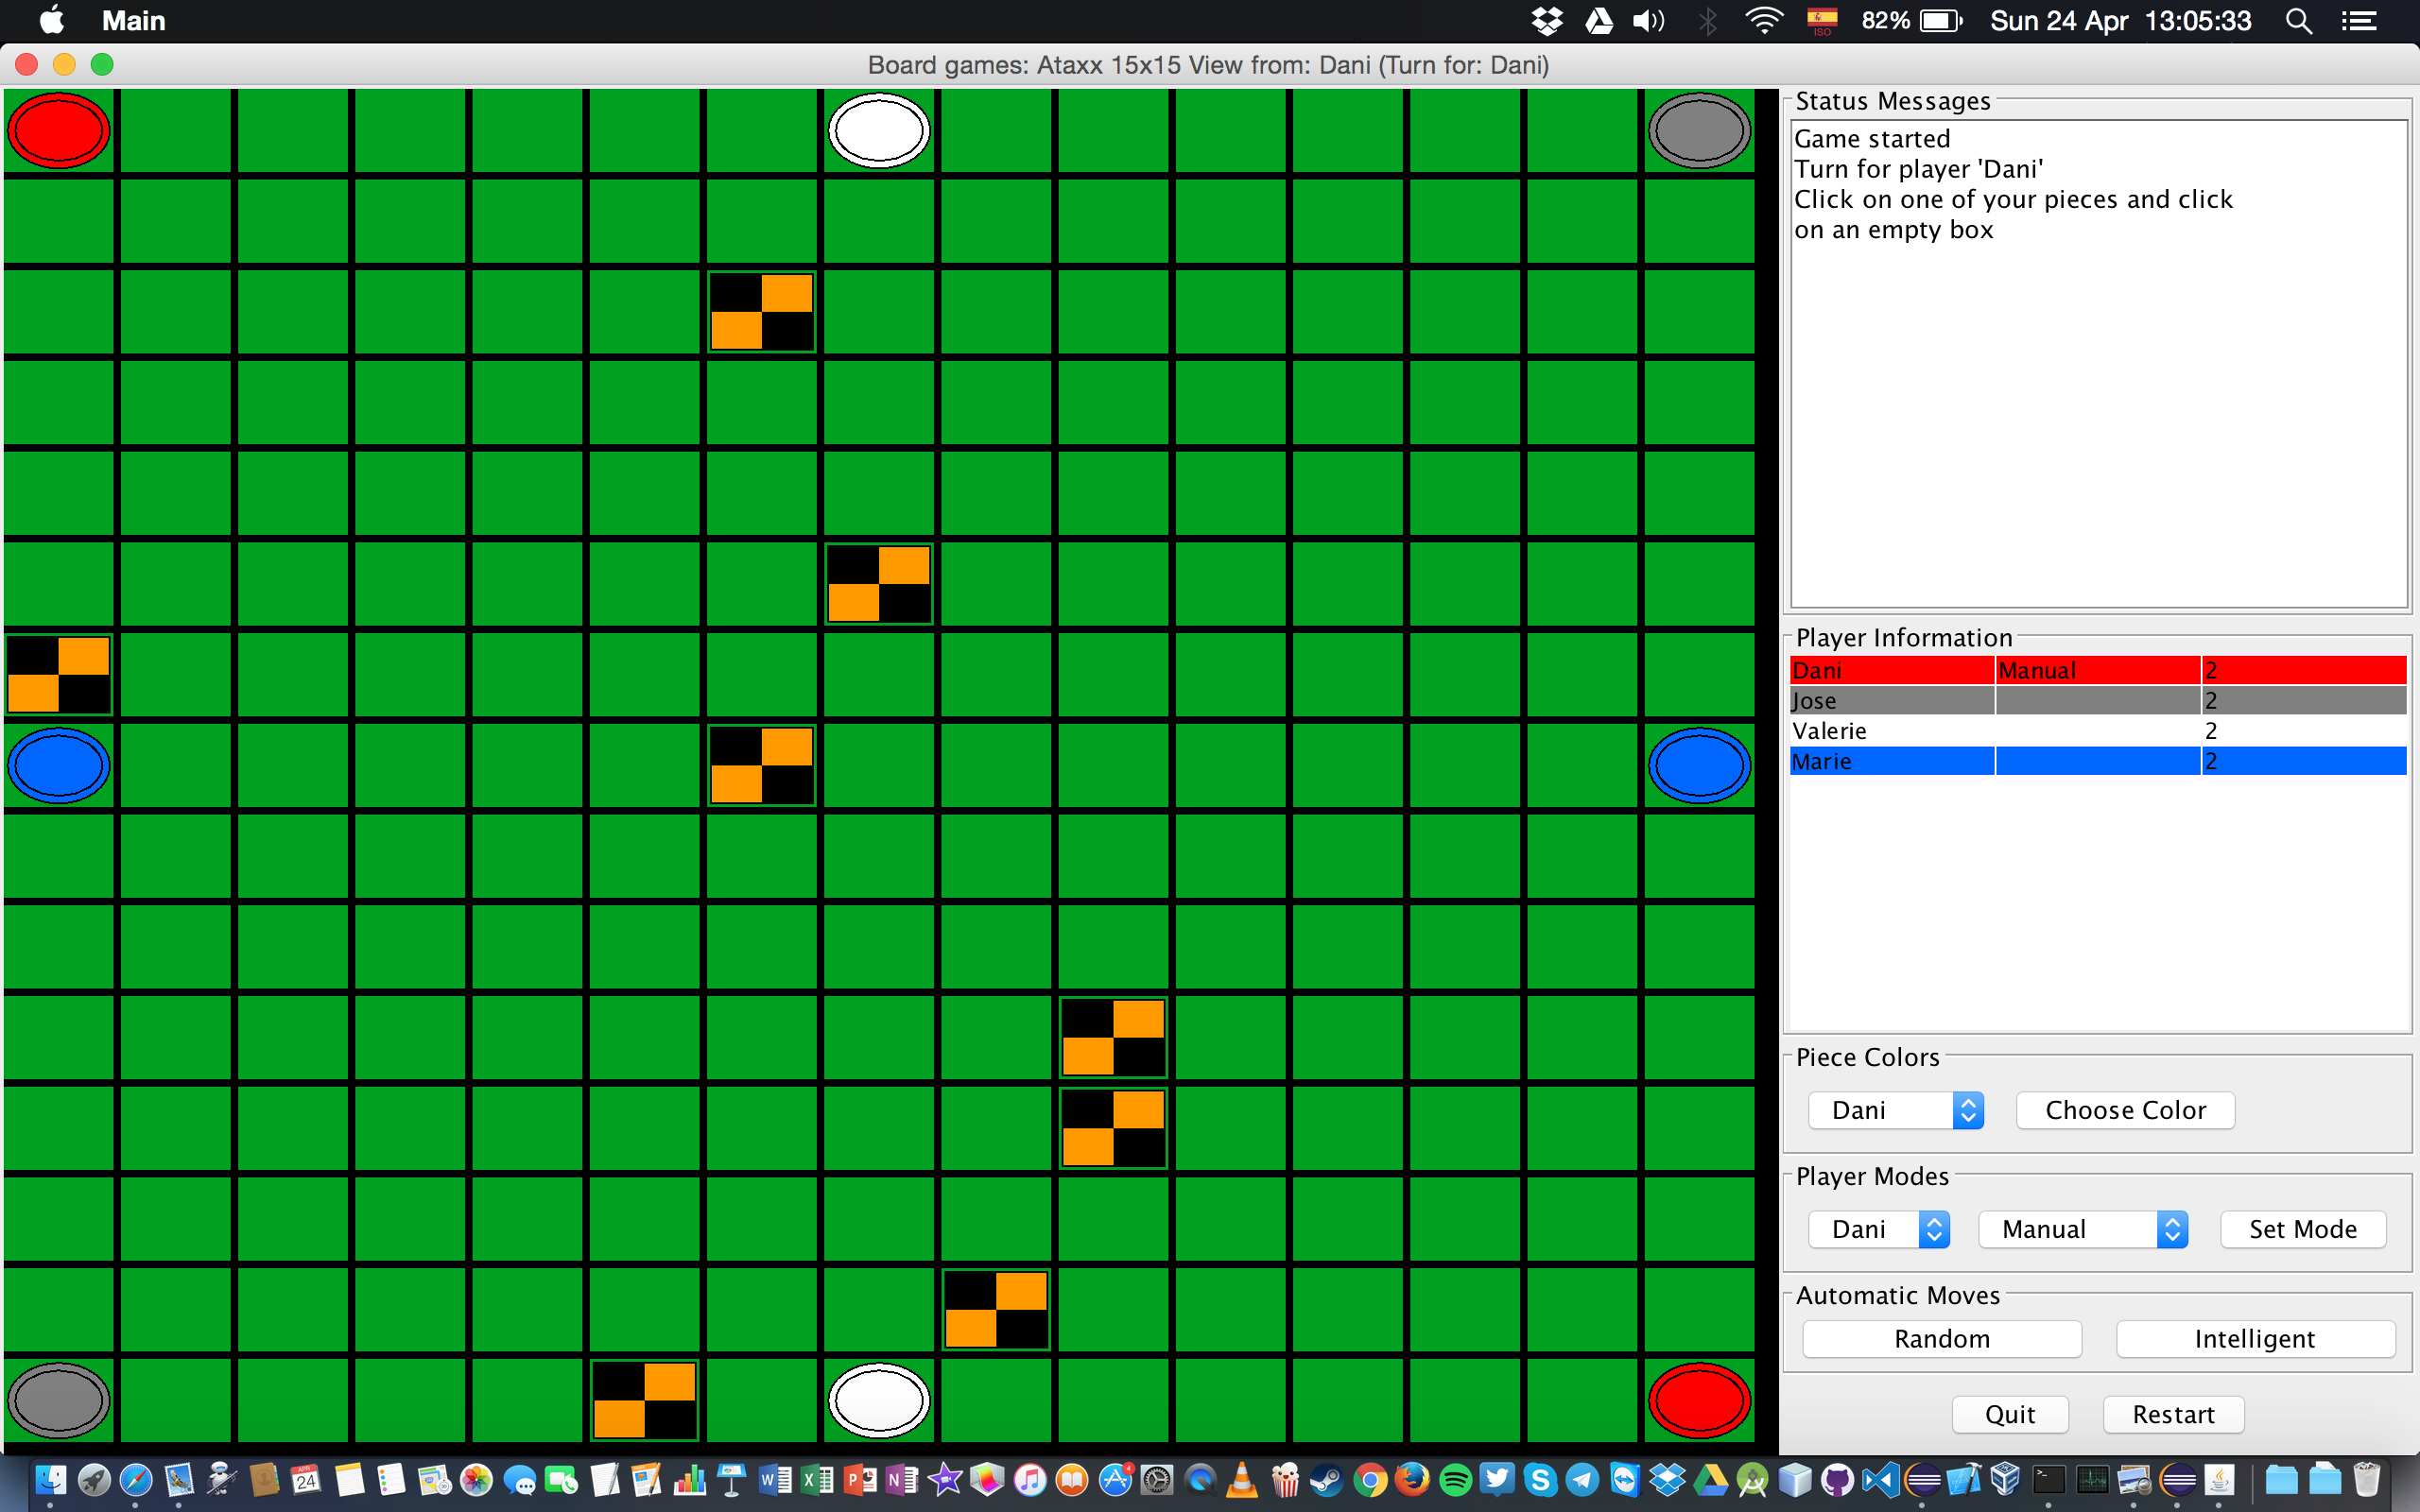 Main
ISO
82%
Sun 24 Apr 13:05:33
Board games: Ataxx 15x15 View from: Dani (Turn for: Dani)
Status Messages
Game started
Turn for player 'Dani'
Click on one of your pieces and click
on an empty box
Player Information
Dani Manual 2
Jose 2
Valerie 2
Marie 2
Piece Colors
Dani Choose Color
Player Modes
Dani Manual Set Mode
Automatic Moves
Random Intelligent
Quit Restart
24